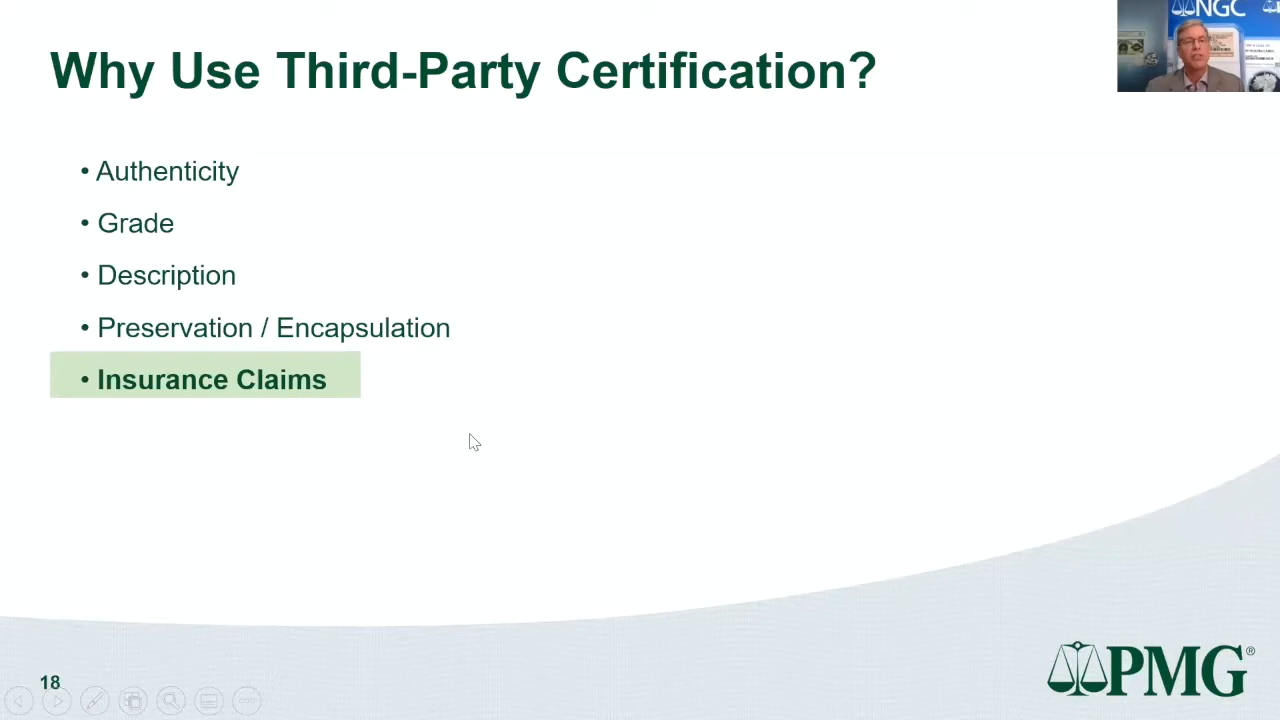 Why Use Third-Party Certification?
NGC
• Authenticity
• Grade
• Description
• Preservation / Encapsulation
• Insurance Claims
18
PMG®